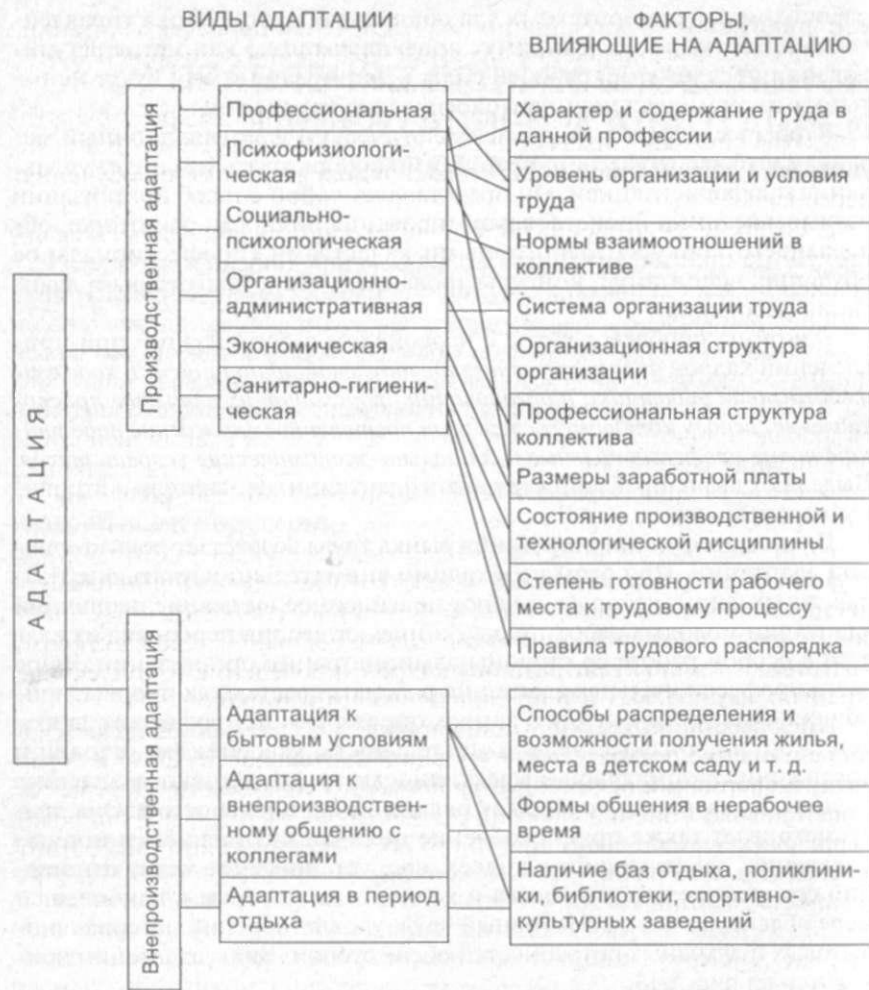 ВИДЫ АДАПТАЦИИ
ФАКТОРЫ,
ВЛИЯЮЩИЕ НА АДАПТАЦИЮ
АДАПТАЦИЯ
Производственная адаптация
Профессиональная
Психофизиологи-
ческая
Социально-
психологическая
Организационно-
административная
Экономическая
Санитарно-гигиени-
ческая
Характер и содержание труда в
данной профессии
Уровень организации и условия
труда
Нормы взаимоотношений в
коллективе
Система организации труда
Организационная структура
организации
Профессиональная структура
коллектива
Размеры заработной платы
Состояние производственной и
технологической дисциплины
Степень готовности рабочего
места к трудовому процессу
Правила трудового распорядка
Внепроизводственная адаптация
Адаптация к
бытовым условиям
Адаптация к
внепроизводствен-
ному общению с
коллегами
Адаптация в период
отдыха
Способы распределения и
возможность получения жилья,
места в детском саду и т. д.
Формы общения в нерабочее
время
Наличие баз отдыха, поликлини-
ки, библиотеки, спортивных и
культурных заведений